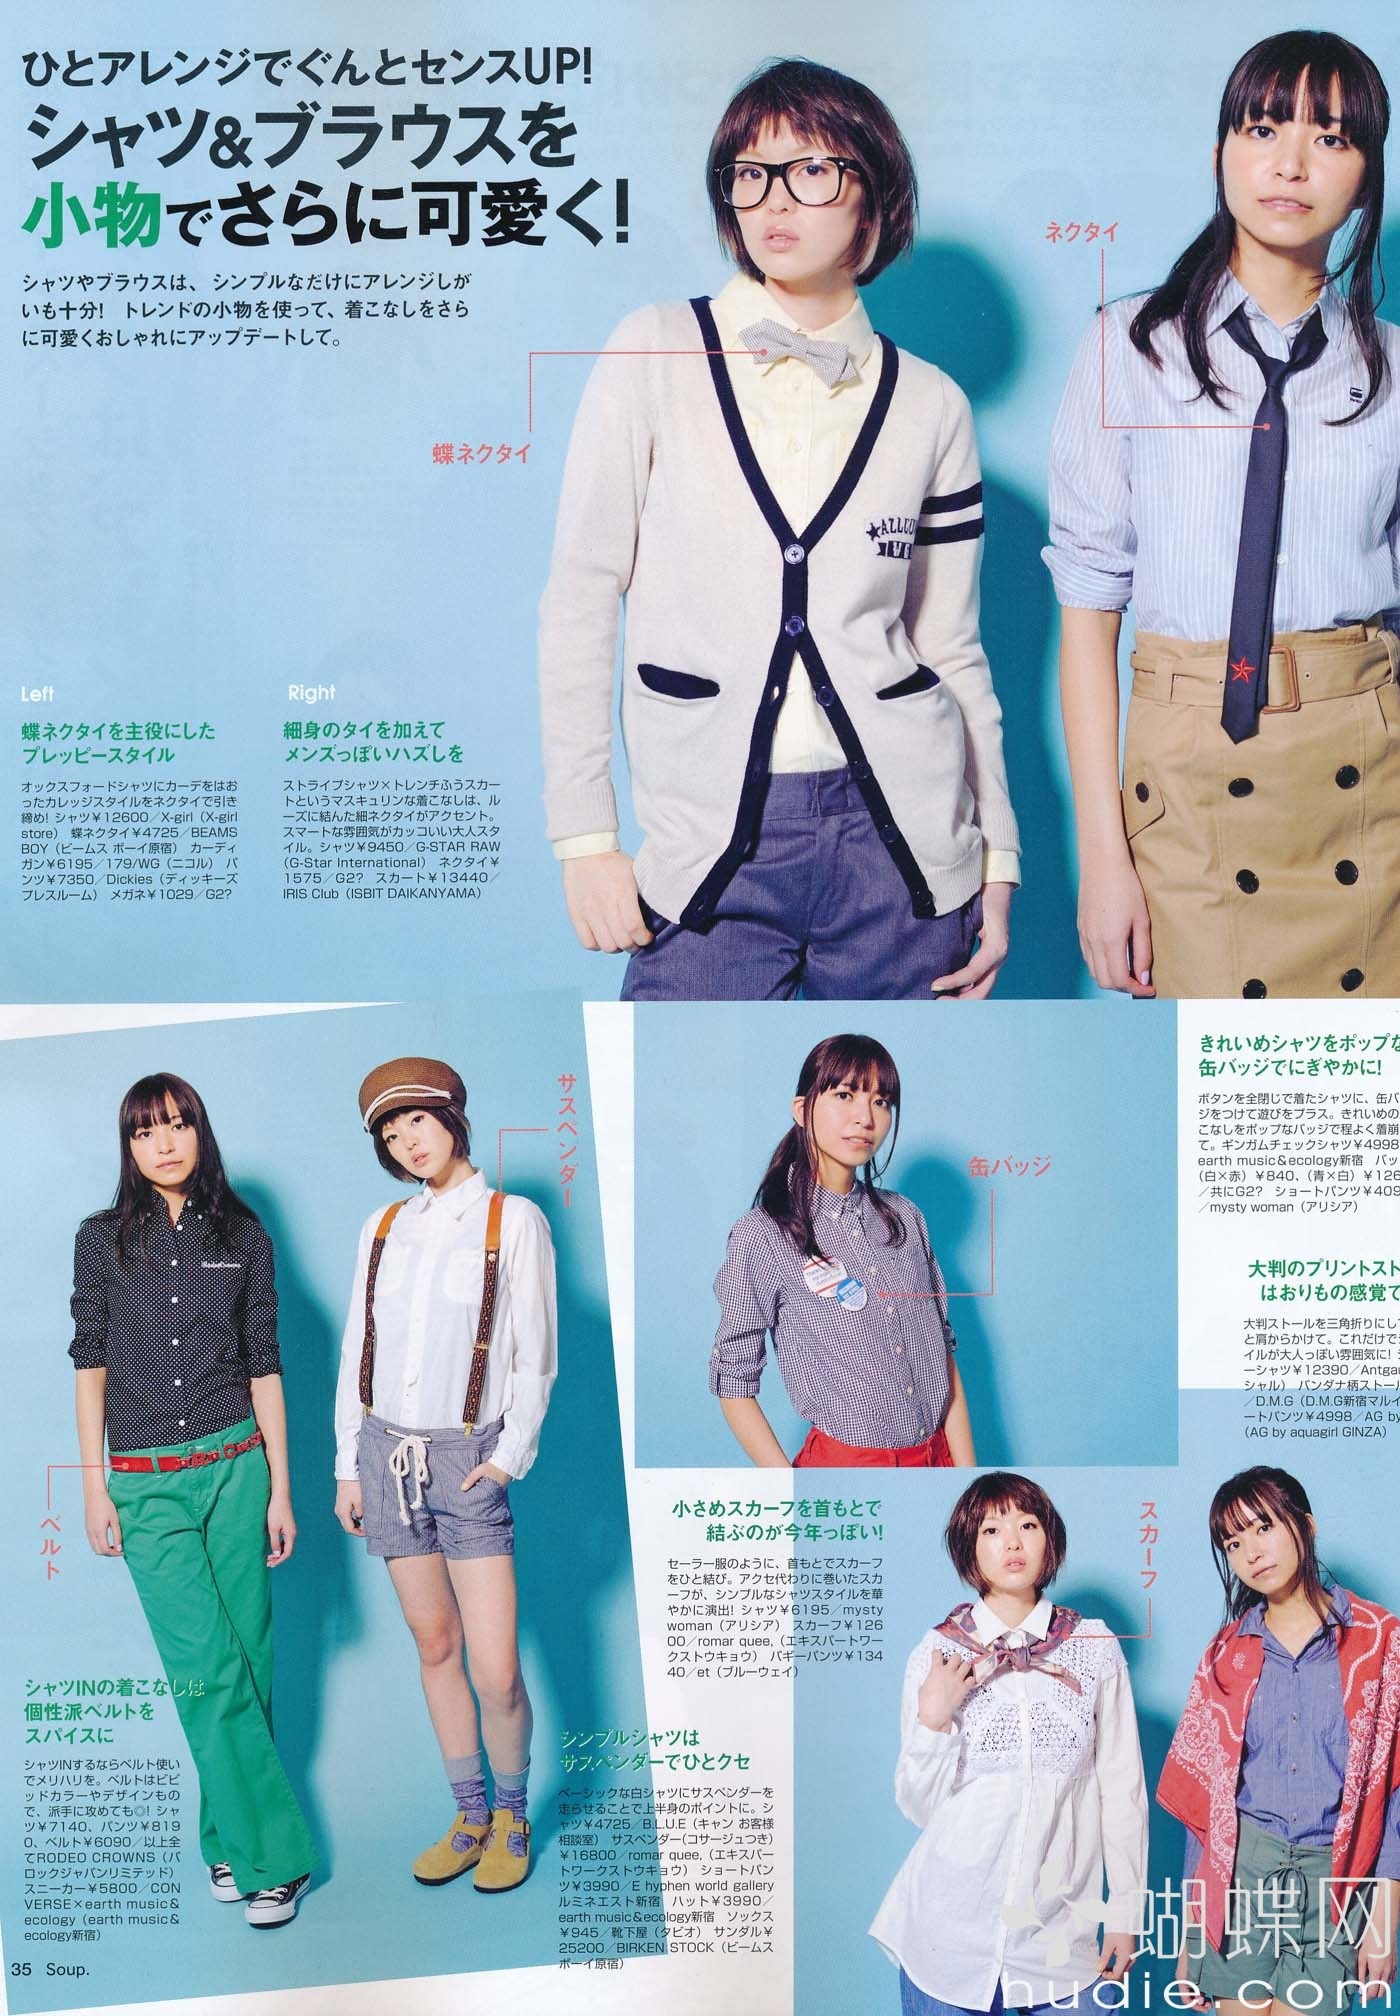 ひとアレンジでぐんとセンスUP!
シャツ&ブラウスを
小物でさらに可愛く!
シャツやブラウスは、シンプルなだけにアレンジしが
いも十分! トレンドの小物を使って、着こなしをさら
に可愛くおしゃれにアップデートして。
ネクタイ
蝶ネクタイ
ALLUO
Left
蝶ネクタイを主役にした
プレッピースタイル
オックスフォードシャツにカーデをはお
ったカレッジスタイルをネクタイで引き
締め! シャツ¥12600/X-girl(X-girl
store) 蝶ネクタイ¥4725/BEAMS
BOY(ビームス ボーイ原宿) カーディ
ガン¥6195/179/WG(ニコル) パ
ンツ¥7350/Dickies(ディッキーズ
プレスルーム) メガネ¥1029/G2?
Right
細身のタイを加えて
メンズっぽいハズしを
ストライプシャツ×トレンチふうスカー
トというマスキュリンな着こなしは、ル
ーズに結んだ細ネクタイがアクセント。
スマートな雰囲気がカッコいい大人スタ
イル。シャツ¥9450/G-STAR RAW
(G-Star International) ネクタイ¥
1575/G2? スカート¥13440/
IRIS Club(ISBIT DAIKANYAMA)
サスペンダー
ベルト
缶バッジ
きれいめシャツをポップな
缶バッジでにぎやかに!
ボタンを全閉じで着たシャツに、缶バ
ジをつけて遊びをプラス。きれいめの
こなしをポップなバッジで程よく着崩
て。ギンガムチェックシャツ¥4998
earth music&ecology新宿 バッ
(白×赤)¥840、(青×白)¥126
/共にG2? ショートパンツ¥409
/mysty woman(アリシア)
大判のプリントスト
はおりもの感覚で
大判ストールを三角折りにし
と肩からかけて。これだけで
イルが大人っぽい雰囲気に!
ーシャツ¥12390/Antgau
シャル) バンダナ柄ストール
/D.M.G(D.M.G新宿マルイ
ートパンツ¥4998/AG by
(AG by aquagirl GINZA)
小さめスカーフを首もとで
結ぶのが今年っぽい!
セーラー服のように、首もとでスカーフ
をひと結び。アクセ代わりに巻いたスカ
ーフが、シンプルなシャツスタイルを華
やかに演出! シャツ¥6195/mysty
woman(アリシア) スカーフ¥126
00/romar quee,(エキスパートワー
クストウキョウ) バギーパンツ¥134
40/et(ブルーウェイ)
スカーフ
シャツINの着こなしは
個性派ベルトを
スパイスに
シャツINするならベルト使い
でメリハリを。ベルトはビビ
ッドカラーやデザインもの
で、派手に攻めても◎! シャ
ツ¥7140、パンツ¥819
0、ベルト¥6090/以上全
てRODEO CROWNS(バ
ロックジャパンリミテッド)
スニーカー¥5800/CON
VERSE×earth music&
ecology(earth music&
ecology新宿)
シンプルシャツは
サスペンダーでひとクセ
ベーシックな白シャツにサスペンダーを
走らせることで上半身のポイントに。シ
ャツ¥4725/B.L.U.E(キャン お客様
相談室) サスペンダー(コサージュつき)
¥16800/romar quee,(エキスパー
トワークストウキョウ) ショートパン
ツ¥3990/E hyphen world gallery
ルミネエスト新宿 ハット¥3990/
earth music&ecology新宿 ソックス
¥945/靴下屋(タビオ) サンダル¥
25200/BIRKEN STOCK(ビームス
ボーイ原宿)
35 Soup.
蝴蝶网
hudie.com